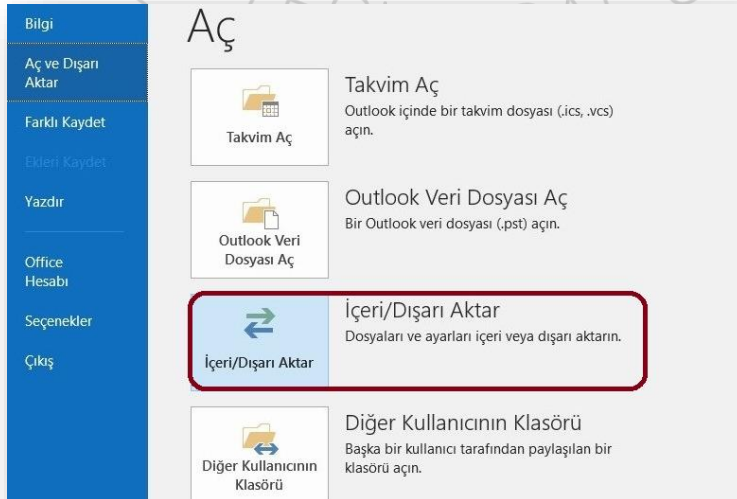 Bilgi
Aç ve Dışarı
Aktar
Farklı Kaydet
Ekleri Kaydet
Yazdır
Office
Hesabı
Seçenekler
Çıkış
Aç
Takvim Aç
Takvim Aç
Outlook içinde bir takvim dosyası (.ics, .vcs)
açın.
Outlook Veri
Dosyası Aç
Outlook Veri Dosyası Aç
Bir Outlook veri dosyası (.pst) açın.
İçeri/Dışarı Aktar
İçeri/Dışarı Aktar
Dosyaları ve ayarları içeri veya dışarı aktarın.
Diğer Kullanıcının
Klasörü
Diğer Kullanıcının Klasörü
Başka bir kullanıcı tarafından paylaşılan bir
klasörü açın.